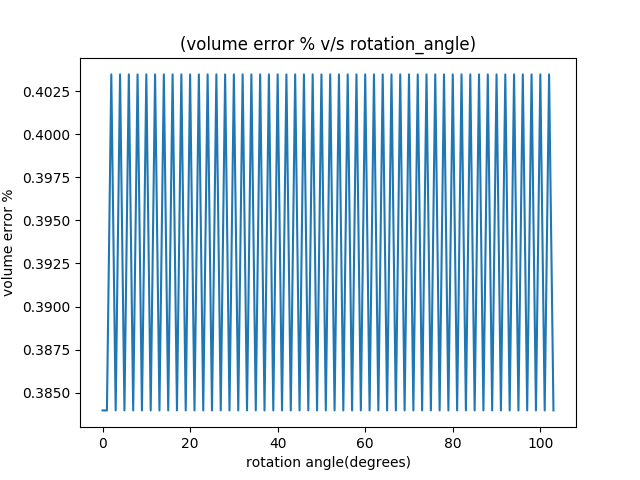 (volume error % v/s rotation_angle)
0.4025
0.4000
0.3975
0.3950
0.3925
0.3900
0.3875
0.3850
volume error %
0 20 40 60 80 100
rotation angle(degrees)